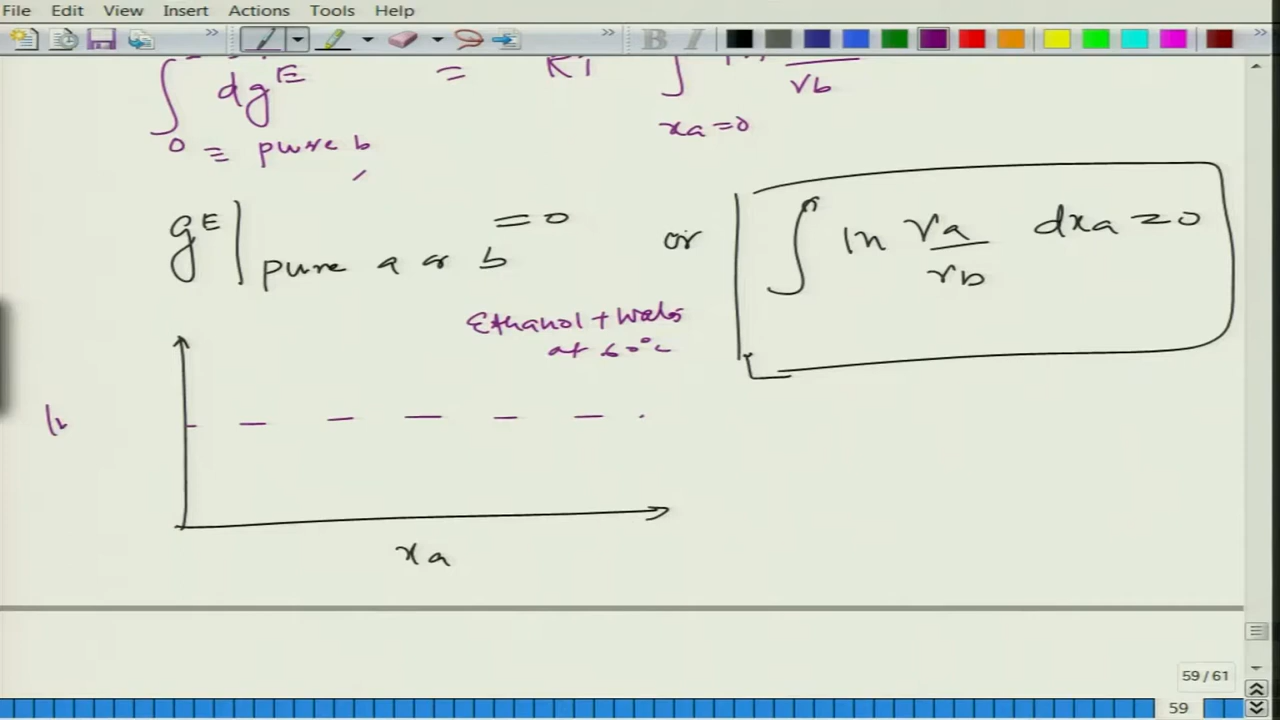 File Edit View Insert Actions Tools Help
B I
∫ dg^E = RT ∫ ln γb
xa=0
0 ≡ pure b
g^E| pure a or b =0 or ∫ ln γa/γb dxa=0
Ethanol + Water
at 60°C
ln
xa
59/61
59